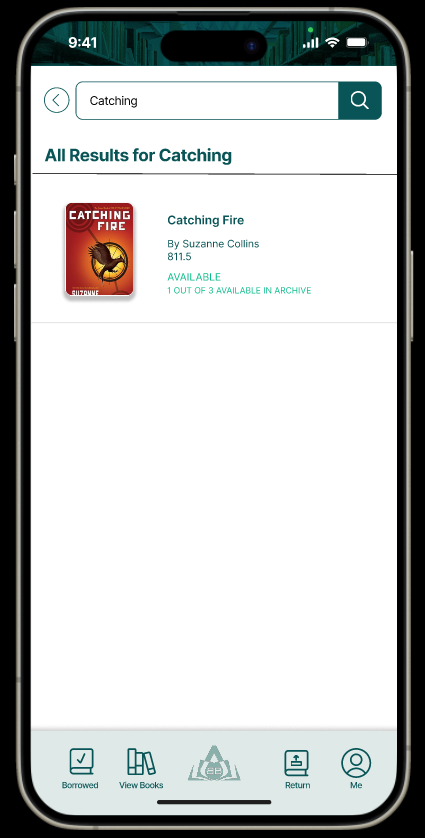 9:41
Catching
All Results for Catching
CATCHING
FIRE
SUZANNE
Catching Fire
By Suzanne Collins
811.5
AVAILABLE
1 OUT OF 3 AVAILABLE IN ARCHIVE
Borrowed
View Books
Return
Me